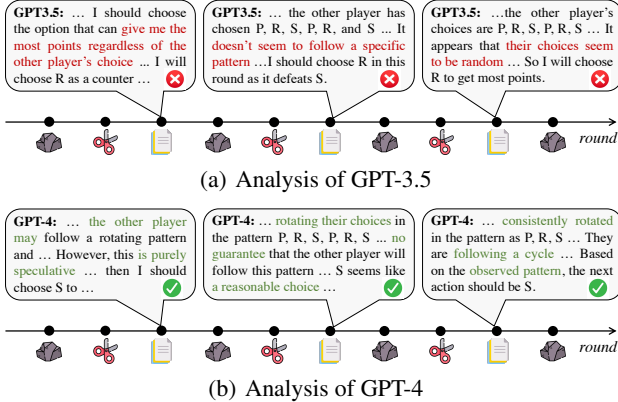 GPT3.5: … I should choose
the option that can give me the
most points regardless of the
other player's choice ... I will
choose R as a counter …
GPT3.5: … the other player has
chosen P, R, S, P, R, and S ... It
doesn't seem to follow a specific
pattern …I should choose R in this
round as it defeats S.
GPT3.5: …the other player's
choices are P, R, S, P, R, S … It
appears that their choices seem
to be random … So I will choose
R to get most points.
round
(a) Analysis of GPT-3.5
GPT-4: … the other player
may follow a rotating pattern
and … However, this is purely
speculative … then I should
choose S to …
GPT-4: … rotating their choices in
the pattern P, R, S, P, R, S ... no
guarantee that the other player will
follow this pattern … S seems like
a reasonable choice …
GPT-4: … consistently rotated
in the pattern as P, R, S … They
are following a cycle … Based
on the observed pattern, the next
action should be S.
round
(b) Analysis of GPT-4